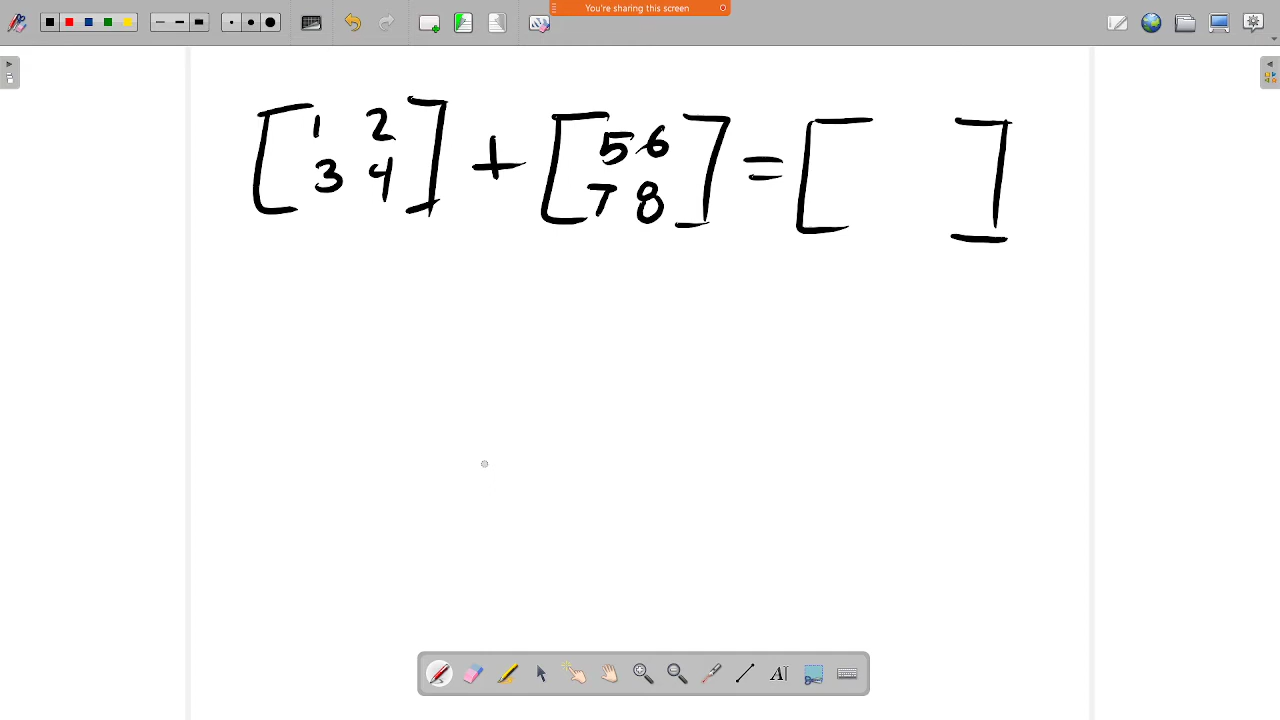 You're sharing this screen
[1 2] + [5 6] = [ ]
[3 4] [7 8]